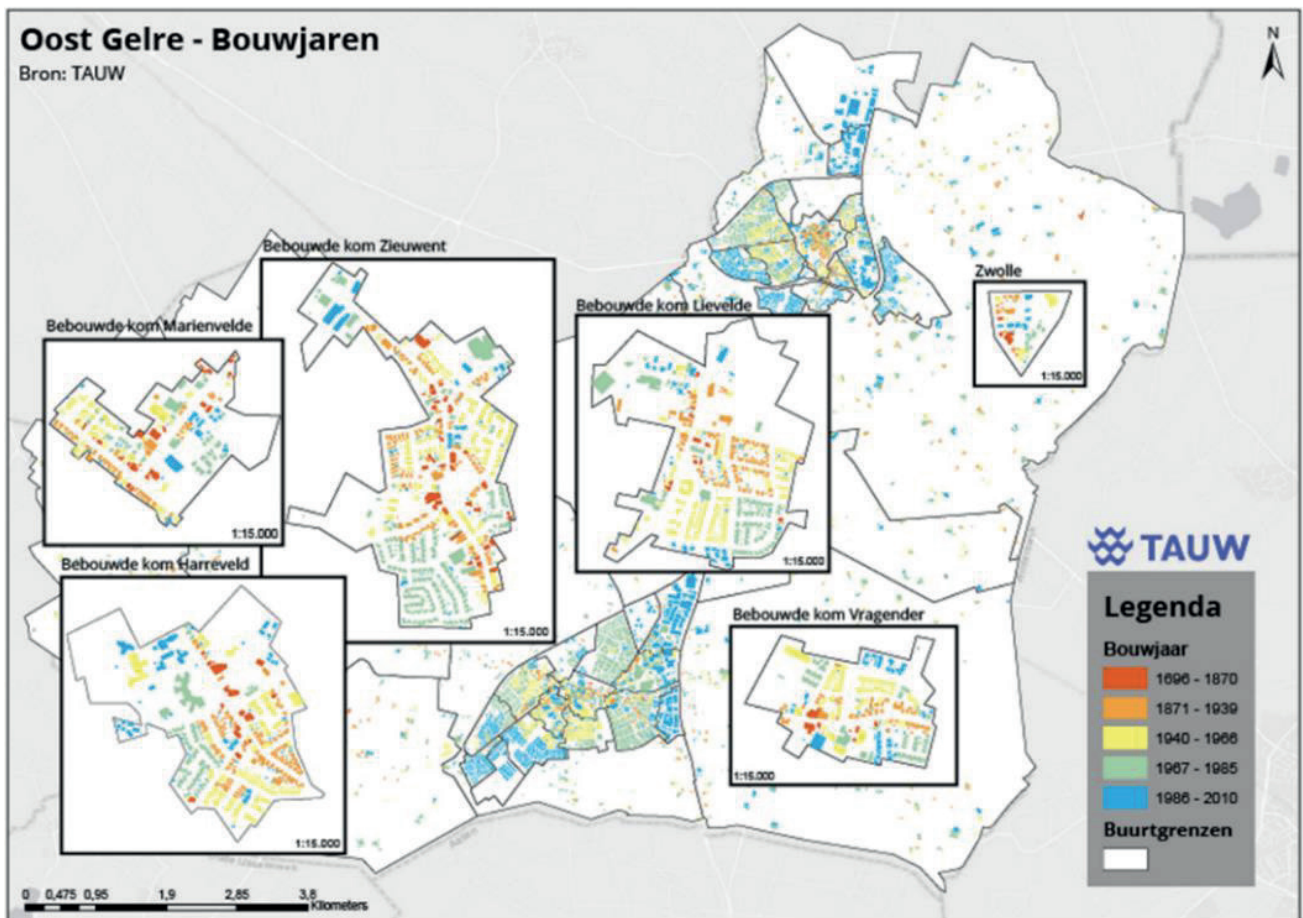 Oost Gelre - Bouwjaren
Bron: TAUW
N
Bebouwde kom Zieuwent
1:15.000
Bebouwde kom Marienvelde
1:15.000
Bebouwde kom Lievelde
1:15.000
Zwolle
1:15.000
Bebouwde kom Harreveld
1:15.000
Bebouwde kom Vragender
1:15.000
TAUW
Legenda
Bouwjaar
1696 - 1870
1871 - 1939
1940 - 1966
1967 - 1985
1986 - 2010
Buurtgrenzen
0 0,475 0,95 1,9 2,85 3,8
Kilometers